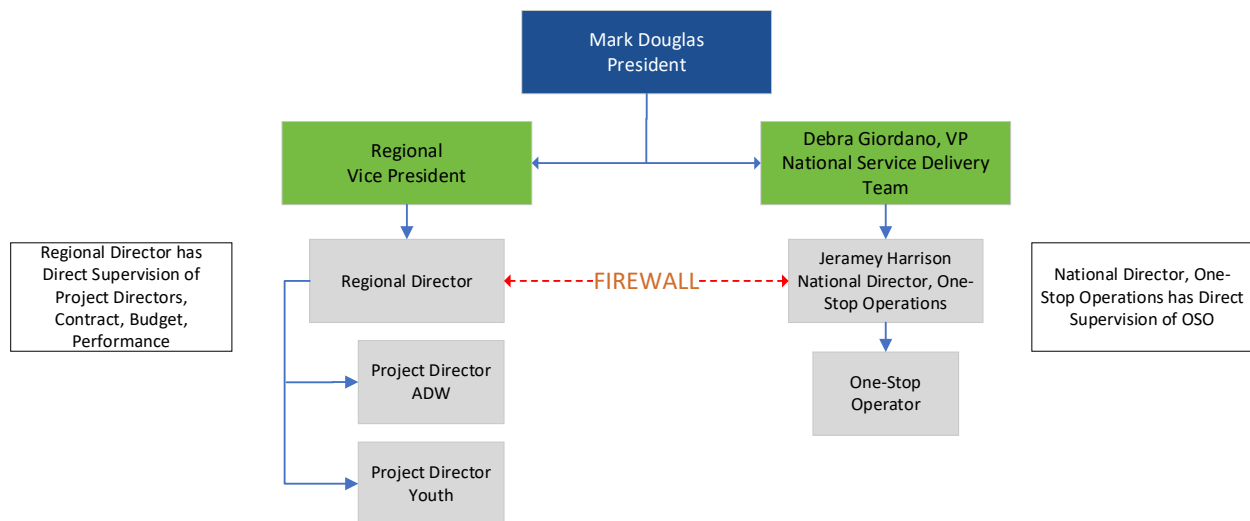 Mark Douglas
President
Regional
Vice President
Debra Giordano, VP
National Service Delivery
Team
Regional Director has
Direct Supervision of
Project Directors,
Contract, Budget,
Performance
Regional Director
FIREWALL
Jeramey Harrison
National Director, One-
Stop Operations
National Director, One-
Stop Operations has Direct
Supervision of OSO
Project Director
ADW
One-Stop
Operator
Project Director
Youth